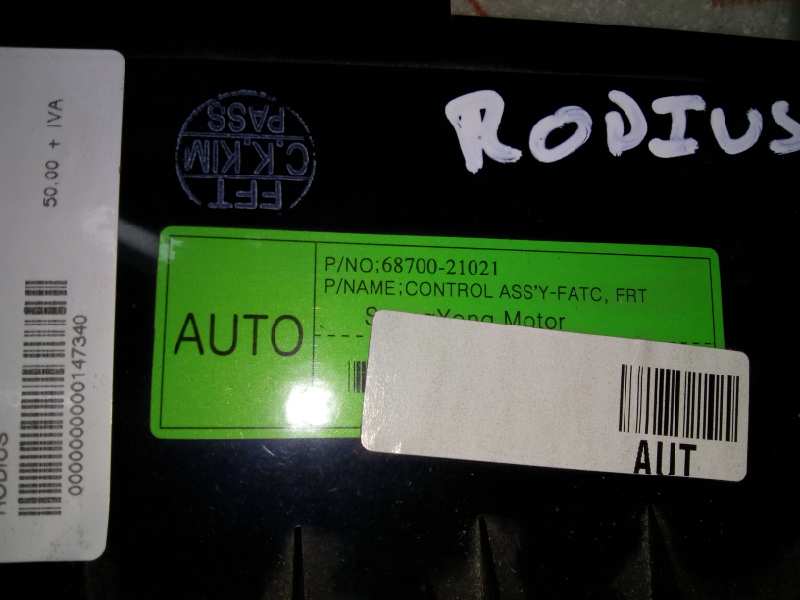 50,00 + IVA
0000000000147340
RODIUS
FFT
C.K.KIM
PASS
RODIUS
AUTO
P/NO:68700-21021
P/NAME;CONTROL ASS'Y-FATC, FRT
Motor
AUT